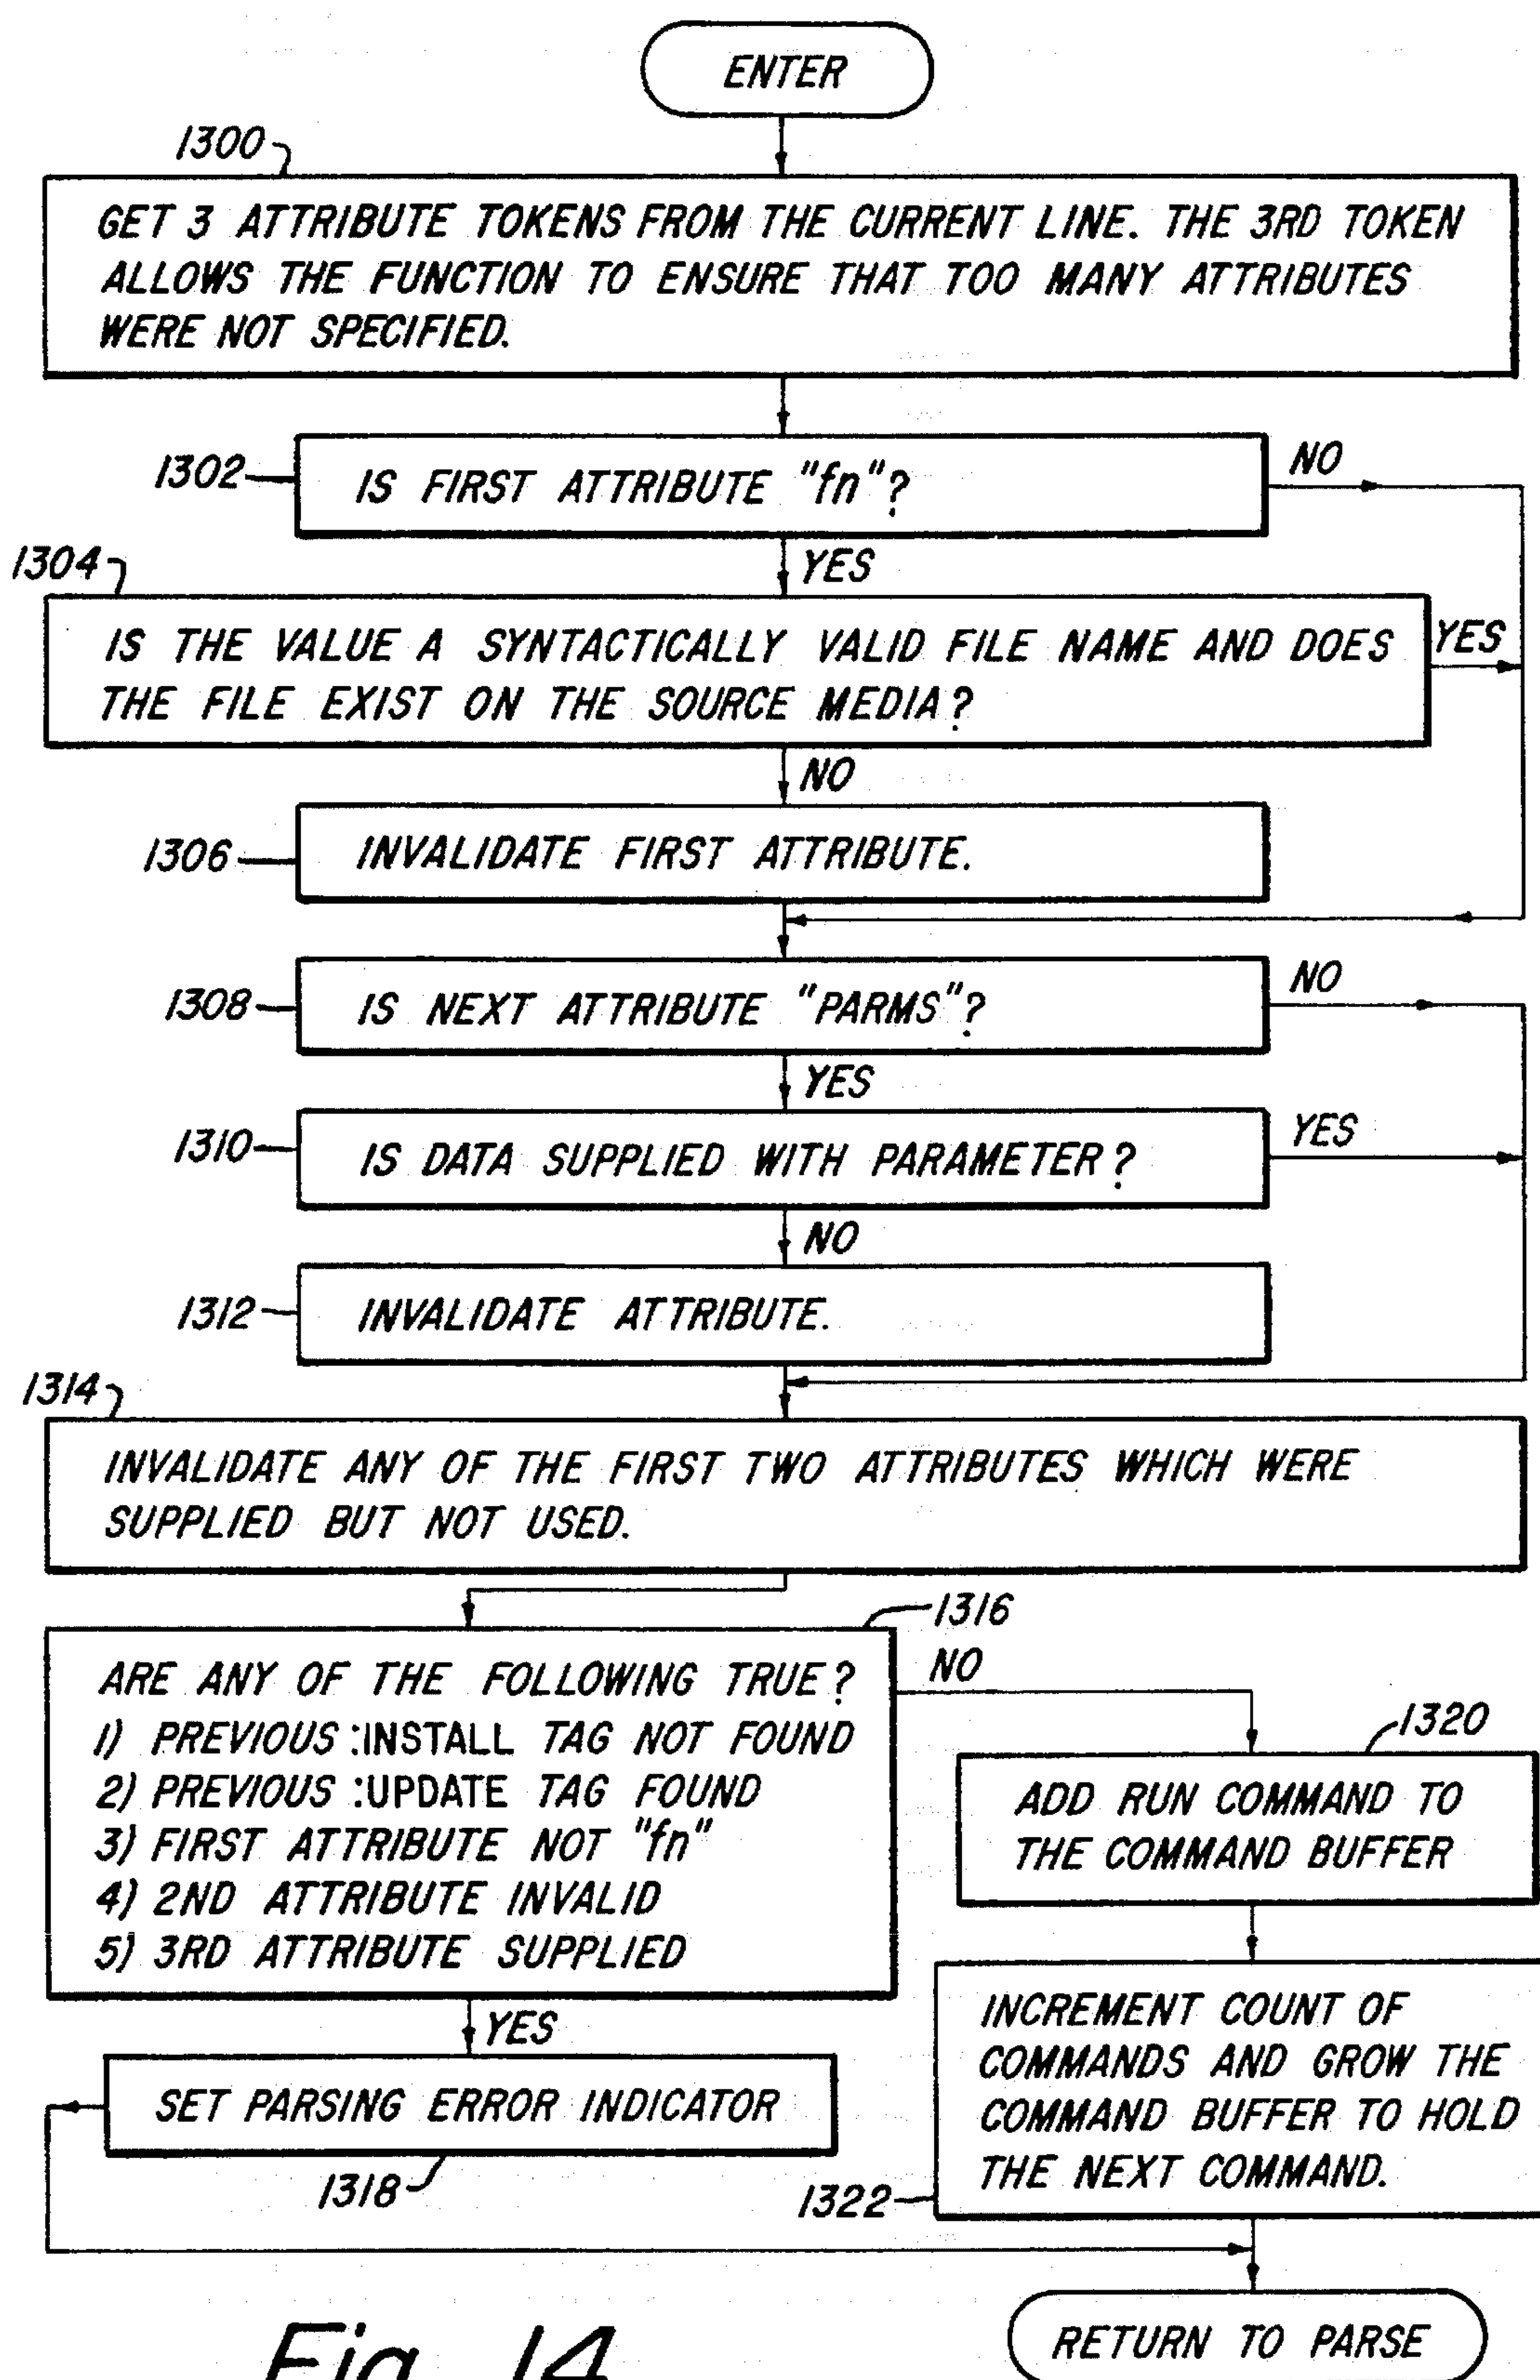 ENTER
1300
GET 3 ATTRIBUTE TOKENS FROM THE CURRENT LINE. THE 3RD TOKEN
ALLOWS THE FUNCTION TO ENSURE THAT TOO MANY ATTRIBUTES
WERE NOT SPECIFIED.
1302
IS FIRST ATTRIBUTE "fn"?
NO
YES
1304
IS THE VALUE A SYNTACTICALLY VALID FILE NAME AND DOES
THE FILE EXIST ON THE SOURCE MEDIA?
YES
NO
1306
INVALIDATE FIRST ATTRIBUTE.
1308
IS NEXT ATTRIBUTE "PARMS"?
NO
YES
1310
IS DATA SUPPLIED WITH PARAMETER?
YES
NO
1312
INVALIDATE ATTRIBUTE.
1314
INVALIDATE ANY OF THE FIRST TWO ATTRIBUTES WHICH WERE
SUPPLIED BUT NOT USED.
1316
ARE ANY OF THE FOLLOWING TRUE?
1) PREVIOUS :INSTALL TAG NOT FOUND
2) PREVIOUS :UPDATE TAG FOUND
3) FIRST ATTRIBUTE NOT "fn"
4) 2ND ATTRIBUTE INVALID
5) 3RD ATTRIBUTE SUPPLIED
NO
YES
SET PARSING ERROR INDICATOR
1318
1320
ADD RUN COMMAND TO
THE COMMAND BUFFER
INCREMENT COUNT OF
COMMANDS AND GROW THE
COMMAND BUFFER TO HOLD
THE NEXT COMMAND.
1322
RETURN TO PARSE
Fig. 14